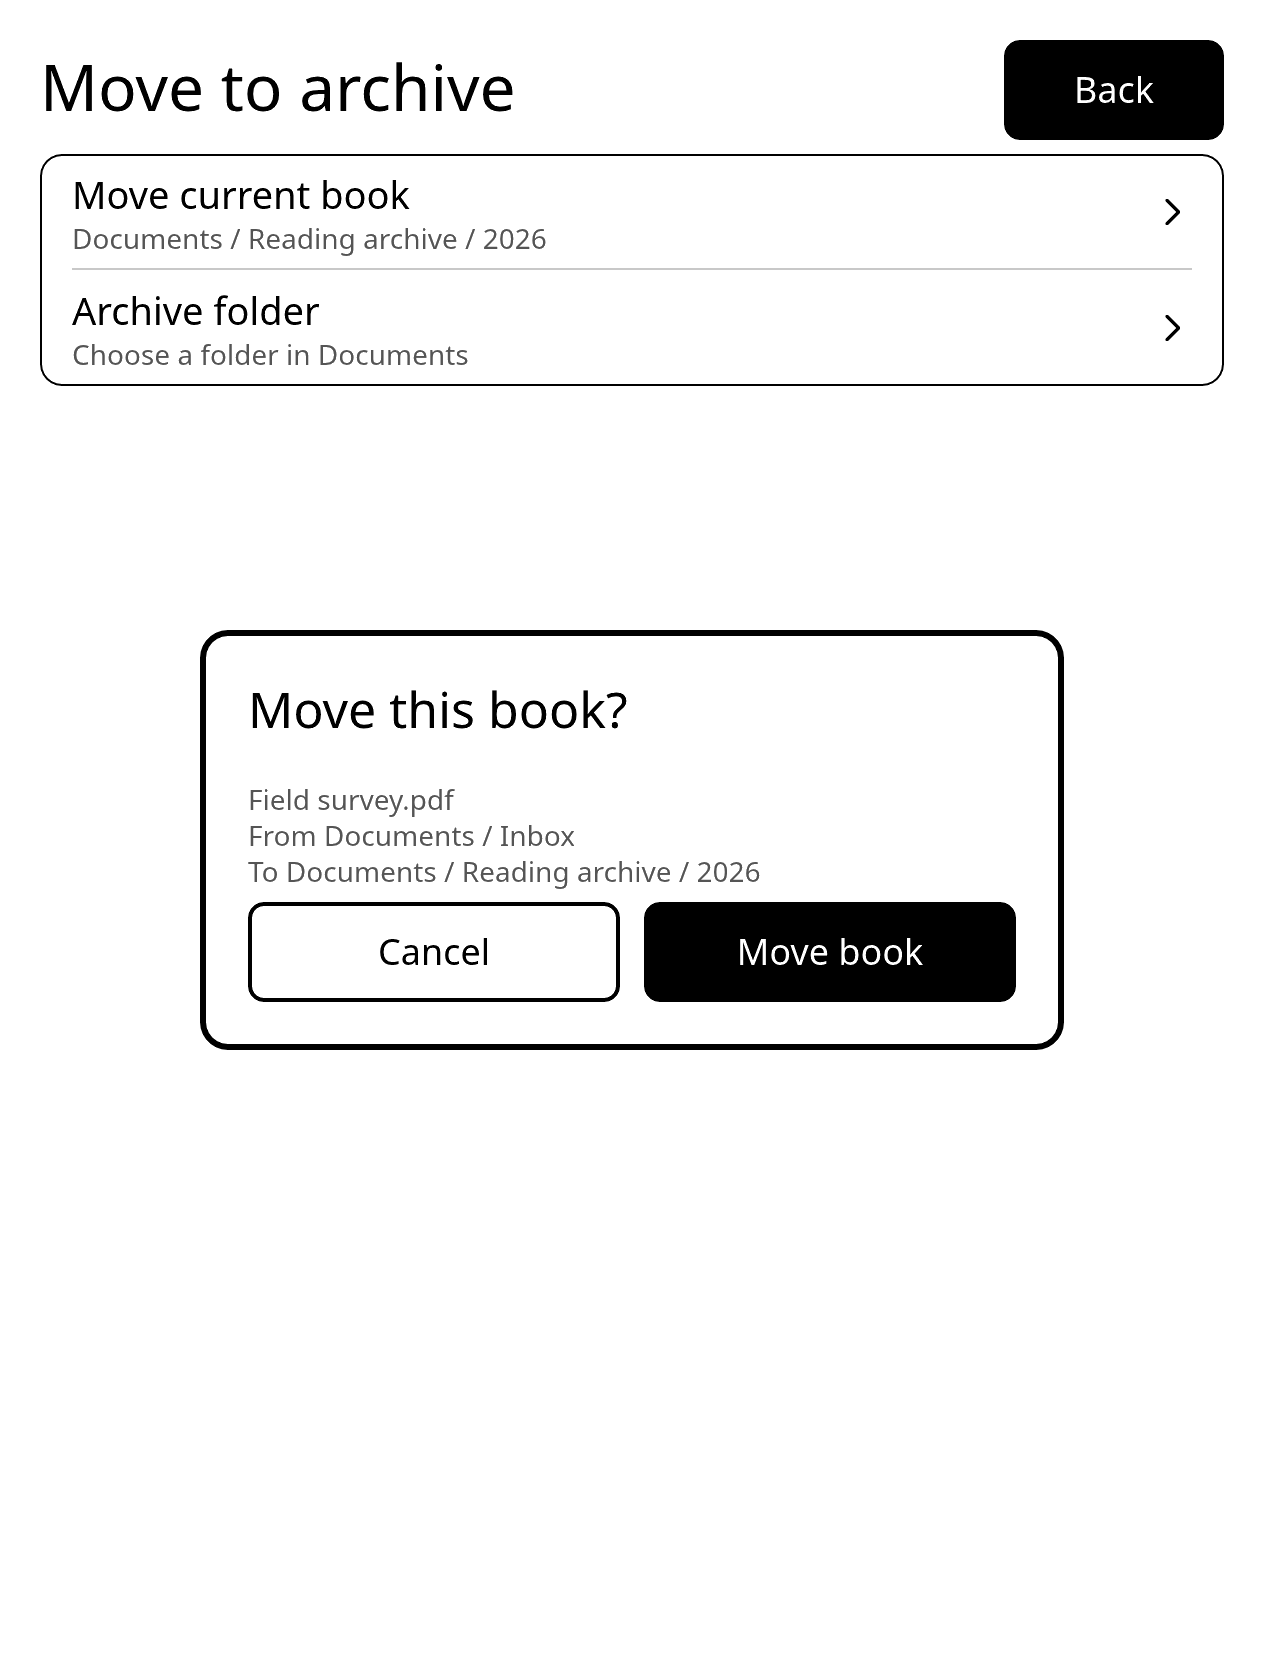 Move to archive
Back
Move current book
Documents / Reading archive / 2026
Archive folder
Choose a folder in Documents
Move this book?
Field survey.pdf
From Documents / Inbox
To Documents / Reading archive / 2026
Cancel
Move book